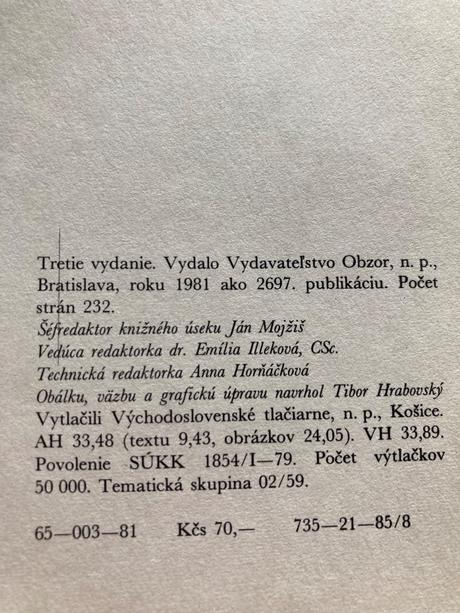 Tretie vydanie. Vydalo Vydavateľstvo Obzor, n. p.,
Bratislava, roku 1981 ako 2697. publikáciu. Počet
strán 232.
Šéfredaktor knižného úseku Ján Mojžiš
Vedúca redaktorka dr. Emília Illeková, CSc.
Technická redaktorka Anna Horňáčková
Obálku, väzbu a grafickú úpravu navrhol Tibor Hrabovský
Vytlačili Východoslovenské tlačiarne, n. p., Košice.
AH 33,48 (textu 9,43, obrázkov 24,05). VH 33,89.
Povolenie SÚKK 1854/I—79. Počet výtlačkov
50 000. Tematická skupina 02/59.
65—003—81 Kčs 70,— 735—21—85/8